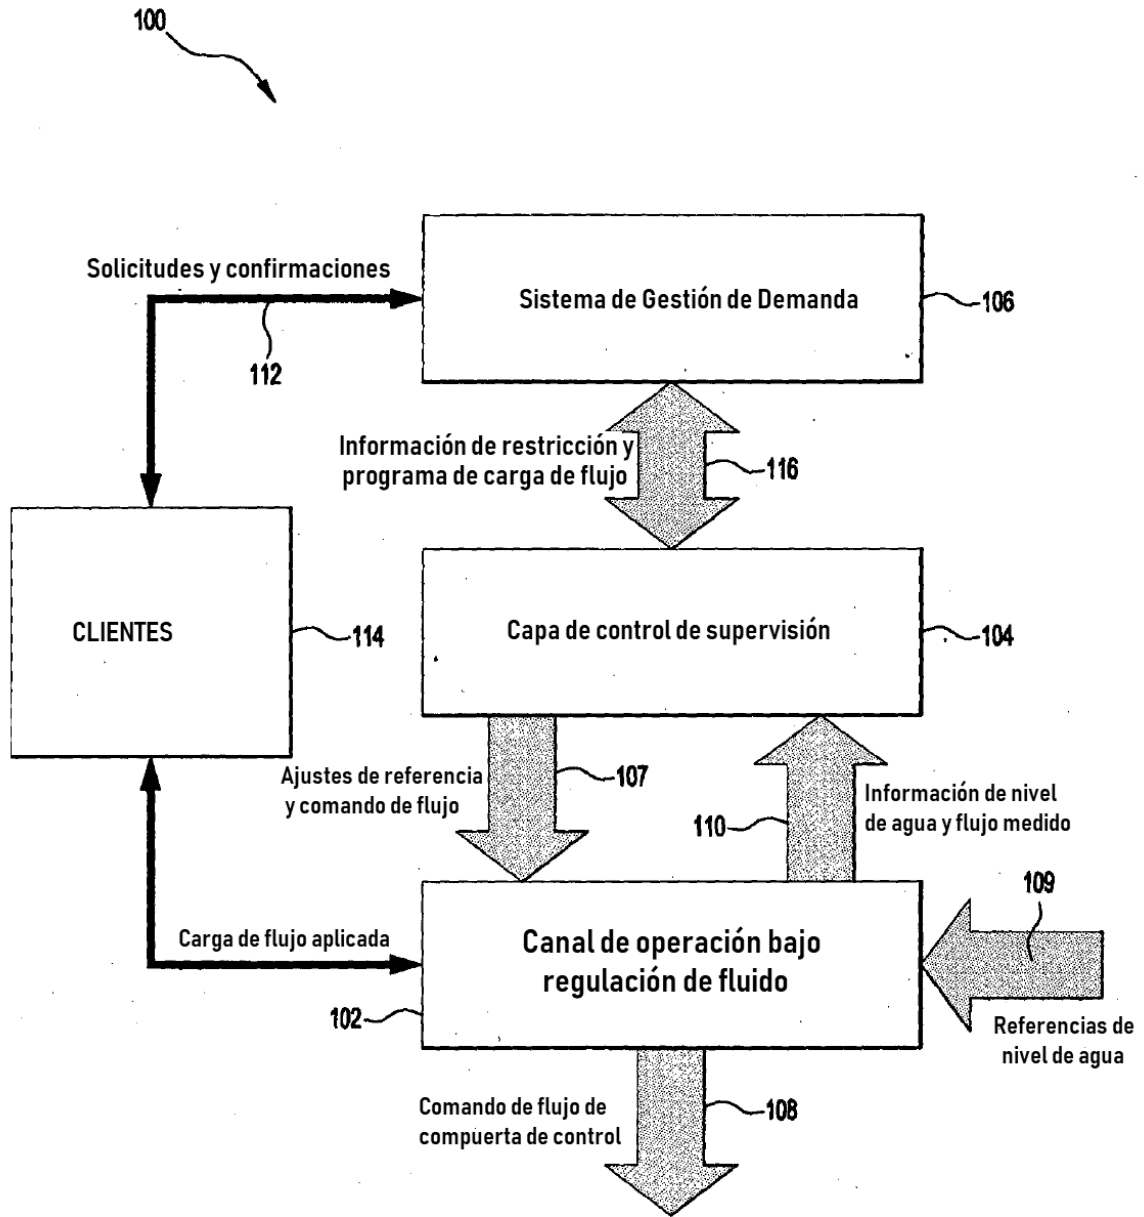 100
Solicitudes y confirmaciones
112
Sistema de Gestión de Demanda
106
Información de restricción y
programa de carga de flujo
116
CLIENTES
114
Capa de control de supervisión
104
Ajustes de referencia
y comando de flujo
107
110
Información de nivel
de agua y flujo medido
109
Carga de flujo aplicada
Canal de operación bajo
regulación de fluido
102
Referencias de
nivel de agua
Comando de flujo de
compuerta de control
108